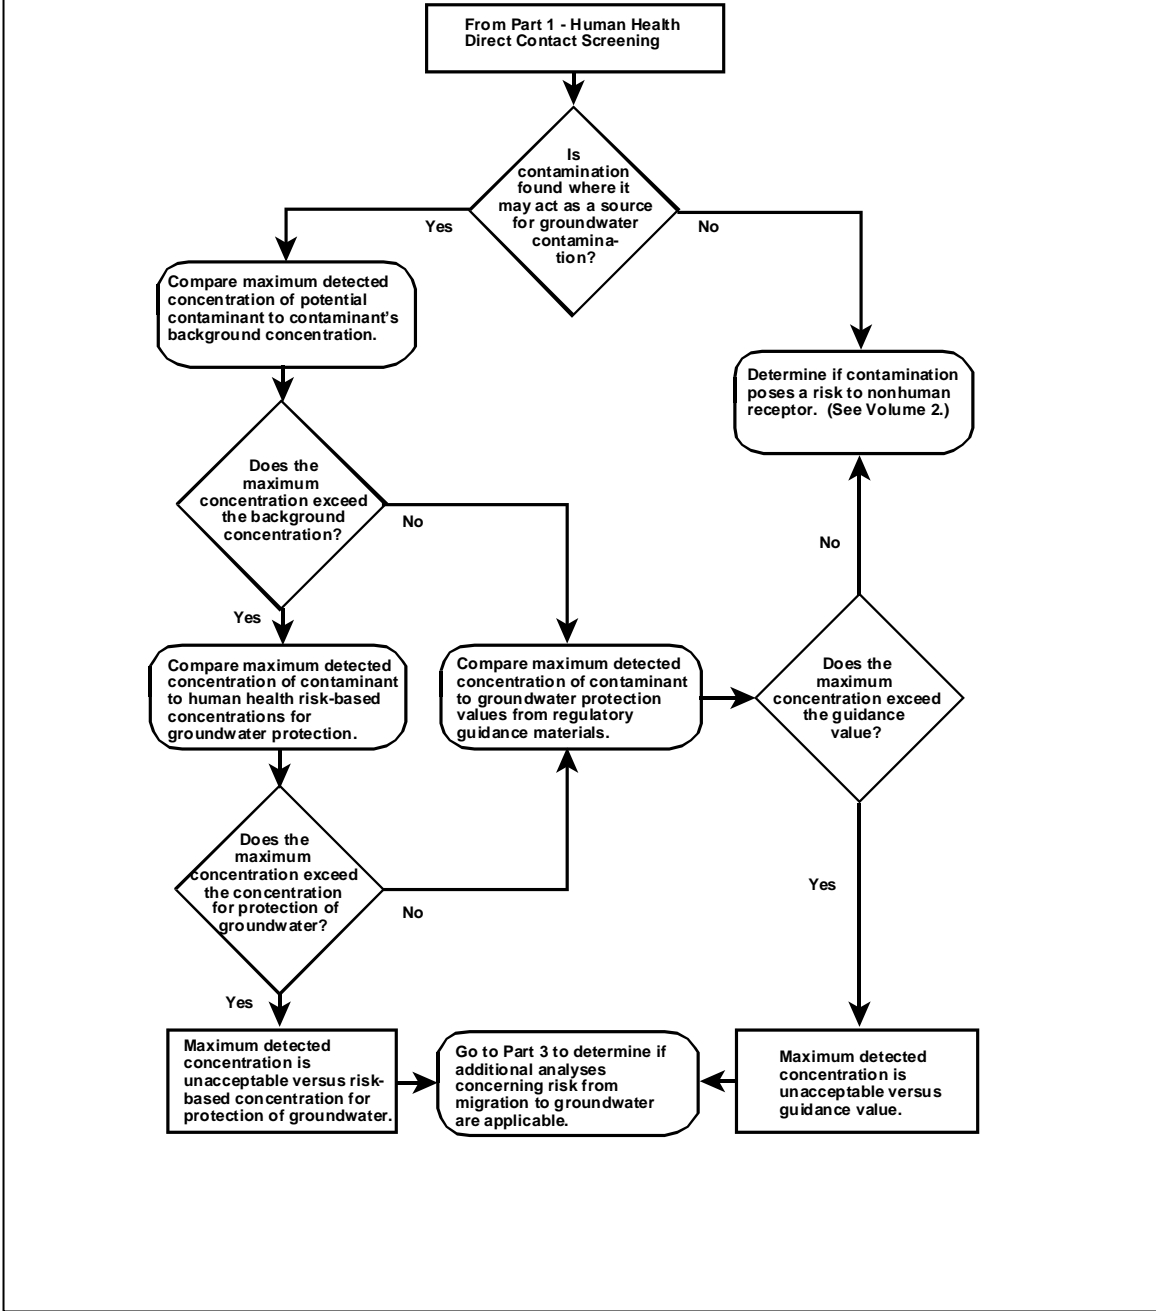 From Part 1 - Human Health
Direct Contact Screening
Is
contamination
found where it
may act as a source
for groundwater
contamina-
tion?
Yes
No
Compare maximum detected
concentration of potential
contaminant to contaminant’s
background concentration.
Determine if contamination
poses a risk to nonhuman
receptor. (See Volume 2.)
Does the
maximum
concentration exceed
the background
concentration?
No
Yes
No
Compare maximum detected
concentration of contaminant
to human health risk-based
concentrations for
groundwater protection.
Compare maximum detected
concentration of contaminant
to groundwater protection
values from regulatory
guidance materials.
Does the
maximum
concentration exceed
the guidance
value?
Does the
maximum
concentration exceed
the concentration
for protection of
groundwater?
No
Yes
Yes
Maximum detected
concentration is
unacceptable versus risk-
based concentration for
protection of groundwater.
Go to Part 3 to determine if
additional analyses
concerning risk from
migration to groundwater
are applicable.
Maximum detected
concentration is
unacceptable versus
guidance value.